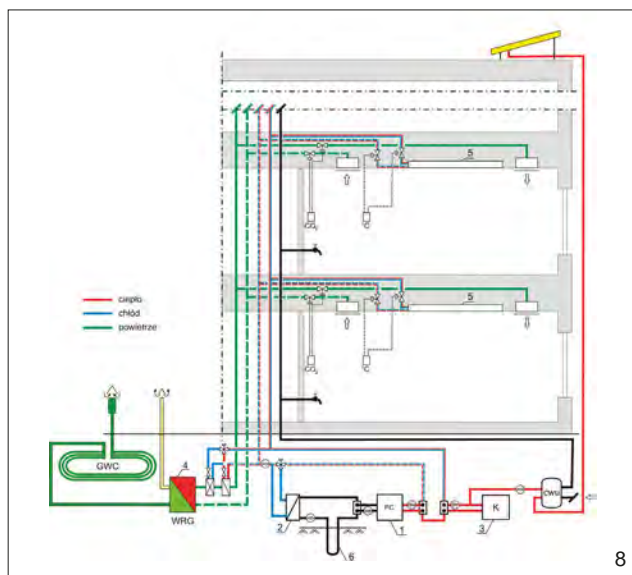 5
CO₂
C
5
ciepło
chłód
powietrze
CO₂
C
GWC
4
WRG
2
6
PC
1
K
3
CWU
8